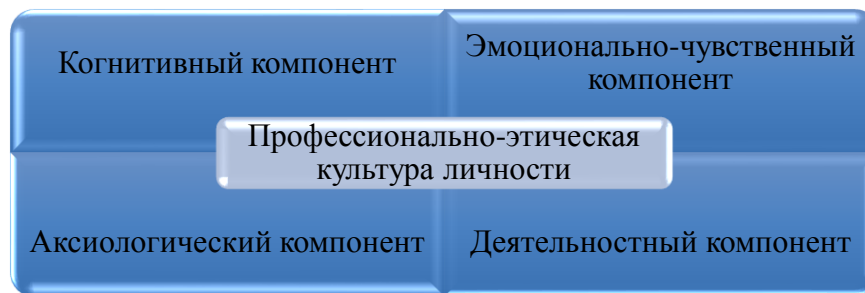 Когнитивный компонент
Эмоционально-чувственный
компонент
Профессионально-этическая
культура личности
Аксиологический компонент
Деятельностный компонент